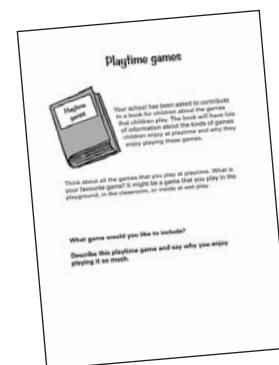 Playtime games
Playtime
games
Your school has been asked to contribute
to a book for children about the games
that children play. The book will have lots
of information about the kinds of games
children enjoy at playtime and why they
enjoy playing these games.
Think about all the games that you play at playtime. What is
your favourite game? It might be a game that you play in the
playground, in the classroom, or inside at wet play.
What game would you like to include?
Describe this playtime game and say why you enjoy
playing it so much.